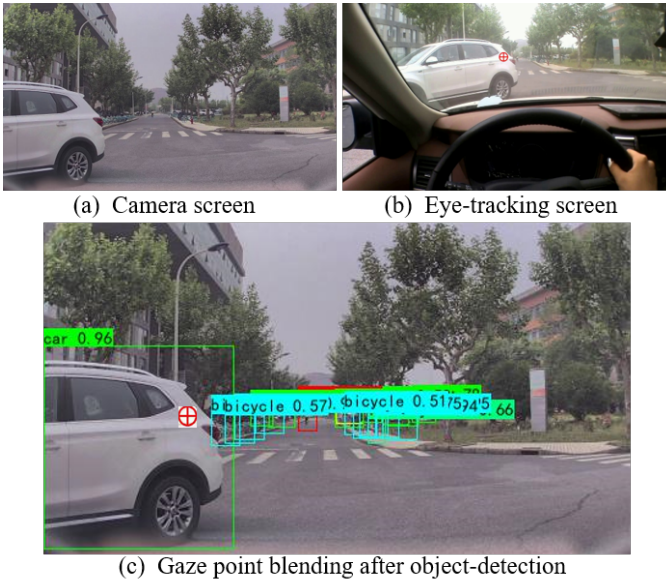 (a) Camera screen
(b) Eye-tracking screen
car 0.96
bicycle 0.57
bicycle 0.51
(c) Gaze point blending after object-detection